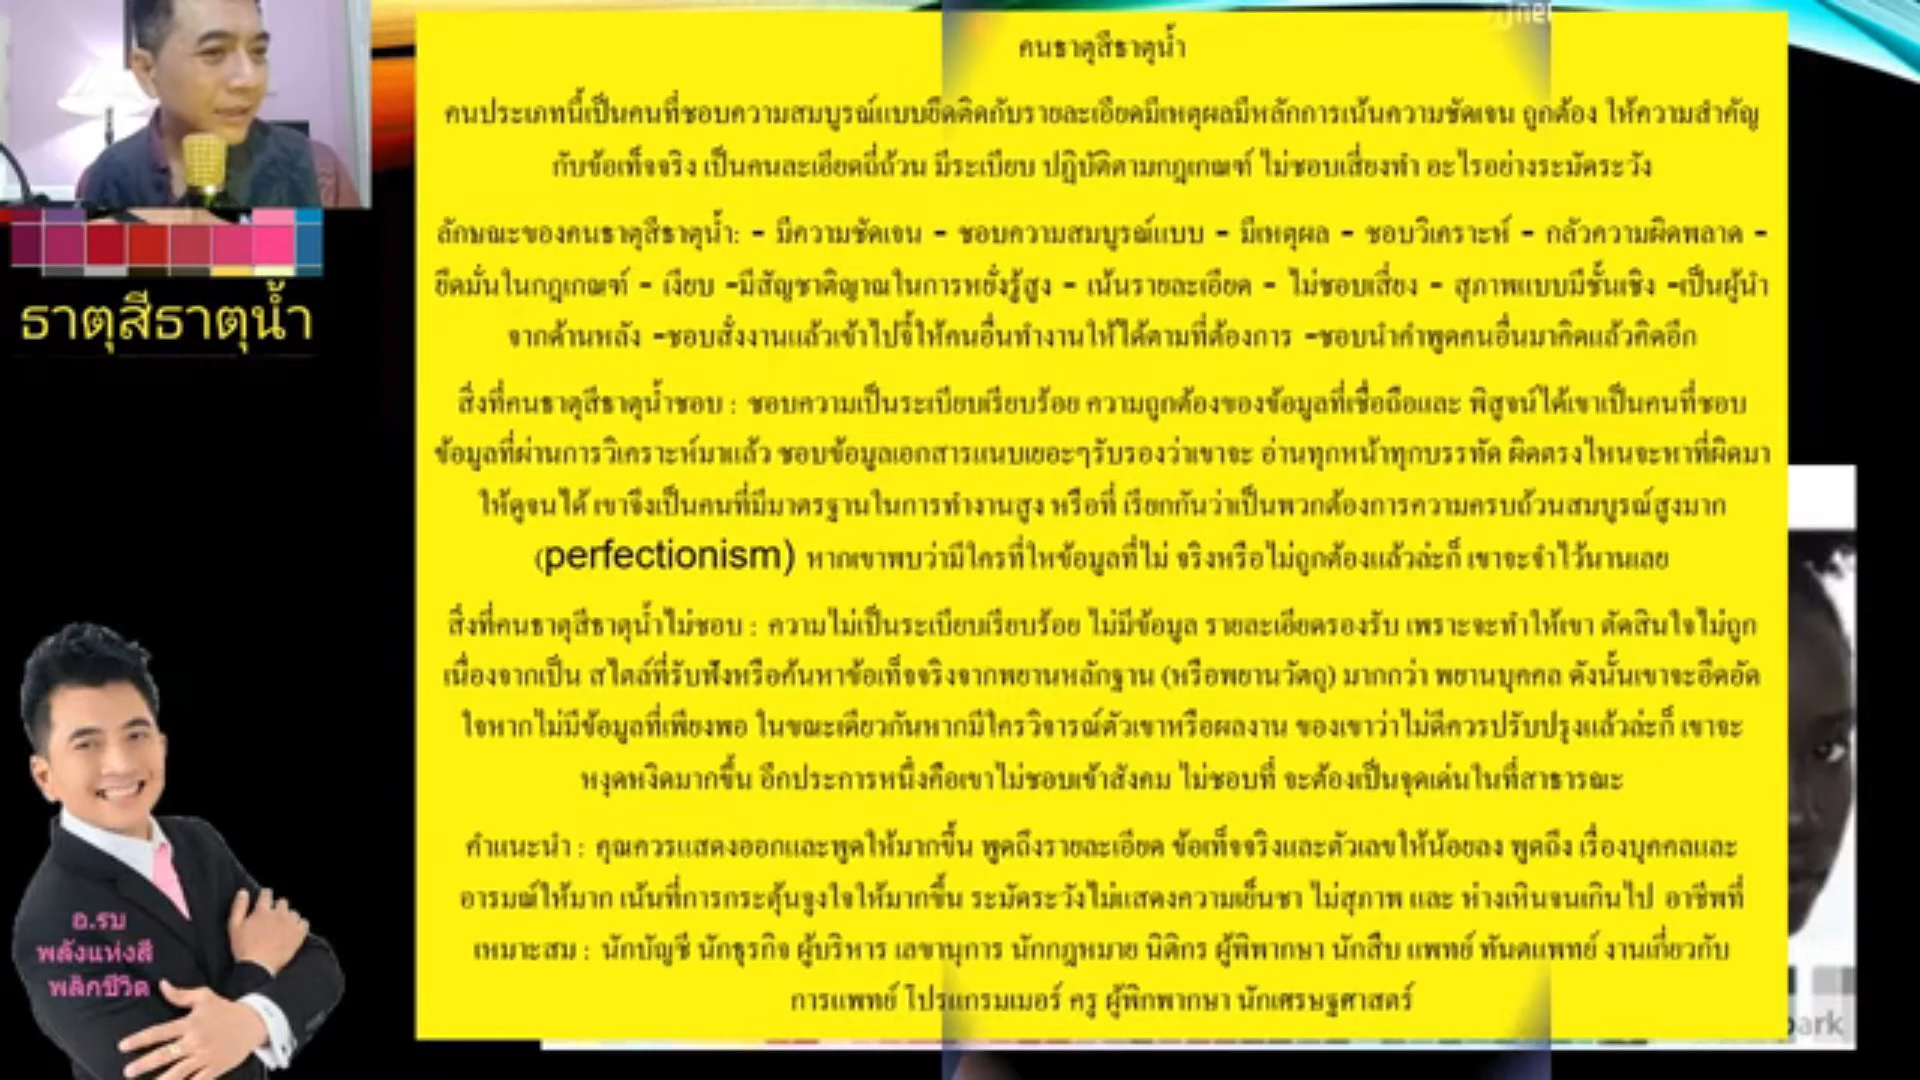 คนธาตุสีธาตุน้ำ
คนประเภทนี้เป็นคนที่ชอบความสมบูรณ์แบบยึดติดกับรายละเอียดมีเหตุผลมีหลักการเน้นความชัดเจน ถูกต้อง ให้ความสำคัญ
กับข้อเท็จจริง เป็นคนละเอียดถี่ถ้วน มีระเบียบ ปฏิบัติตามกฎเกณฑ์ ไม่ชอบเสี่ยงทำ อะไรอย่างระมัดระวัง
ลักษณะของคนธาตุสีธาตุน้ำ: - มีความชัดเจน - ชอบความสมบูรณ์แบบ - มีเหตุผล - ชอบวิเคราะห์ - กลัวความผิดพลาด -
ยึดมั่นในกฎเกณฑ์ - เงียบ -มีสัญชาติญาณในการหยั่งรู้สูง - เน้นรายละเอียด - ไม่ชอบเสี่ยง - สุภาพแบบมีชั้นเชิง -เป็นผู้นำ
จากด้านหลัง -ชอบสั่งงานแล้วเข้าไปจี้ให้คนอื่นทำงานให้ได้ตามที่ต้องการ -ชอบนำคำพูดคนอื่นมาคิดแล้วคิดอีก
สิ่งที่คนธาตุสีธาตุน้ำชอบ : ชอบความเป็นระเบียบเรียบร้อย ความถูกต้องของข้อมูลที่เชื่อถือและ พิสูจน์ได้เขาเป็นคนที่ชอบ
ข้อมูลที่ผ่านการวิเคราะห์มาแล้ว ชอบข้อมูลเอกสารแนบเยอะๆรับรองว่าเขาจะ อ่านทุกหน้าทุกบรรทัด ผิดตรงไหนจะหาที่ผิดมา
ให้ดูจนได้ เขาจึงเป็นคนที่มีมาตรฐานในการทำงานสูง หรือที่ เรียกกันว่าเป็นพวกต้องการความครบถ้วนสมบูรณ์สูงมาก
(perfectionism) หากเขาพบว่ามีใครที่ให้ข้อมูลที่ไม่ จริงหรือไม่ถูกต้องแล้วล่ะก็ เขาจะจำไว้นานเลย
สิ่งที่คนธาตุสีธาตุน้ำไม่ชอบ : ความไม่เป็นระเบียบเรียบร้อย ไม่มีข้อมูล รายละเอียดรองรับ เพราะจะทำให้เขา ตัดสินใจไม่ถูก
เนื่องจากเป็น สไตล์ที่รับฟังหรือค้นหาข้อเท็จจริงจากพยานหลักฐาน (หรือพยานวัตถุ) มากกว่า พยานบุคคล ดังนั้นเขาจะอึดอัด
ใจหากไม่มีข้อมูลที่เพียงพอ ในขณะเดียวกันหากมีใครวิจารณ์ตัวเขาหรือผลงาน ของเขาว่าไม่ดีควรปรับปรุงแล้วล่ะก็ เขาจะ
หงุดหงิดมากขึ้น อีกประการหนึ่งคือเขาไม่ชอบเข้าสังคม ไม่ชอบที่ จะต้องเป็นจุดเด่นในที่สาธารณะ
คำแนะนำ : คุณควรแสดงออกและพูดให้มากขึ้น พูดถึงรายละเอียด ข้อเท็จจริงและตัวเลขให้น้อยลง พูดถึง เรื่องบุคคลและ
อารมณ์ให้มาก เน้นที่การกระตุ้นจูงใจให้มากขึ้น ระมัดระวังไม่แสดงความเย็นชา ไม่สุภาพ และ ห่างเหินจนเกินไป อาชีพที่
เหมาะสม : นักบัญชี นักธุรกิจ ผู้บริหาร เลขานุการ นักกฎหมาย นิติกร ผู้พิพากษา นักสืบ แพทย์ ทันตแพทย์ งานเกี่ยวกับ
การแพทย์ โปรแกรมเมอร์ ครู ผู้พิกพากษา นักเศรษฐศาสตร์
ธาตุสีธาตุน้ำ
อ.รบ
พลังแห่งสี
พลิกชีวิต